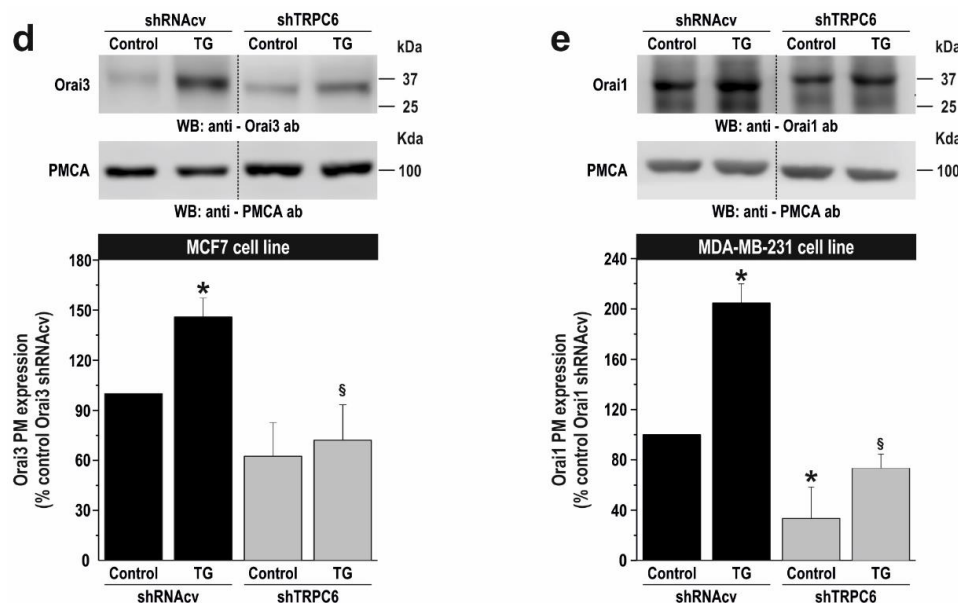 d
shRNAcv shTRPC6
Control TG Control TG kDa
Orai3
37
25
WB: anti - Orai3 ab
Kda
PMCA
100
WB: anti - PMCA ab
MCF7 cell line
Orai3 PM expression
(% control Orai3 shRNAcv)
180
150
120
90
60
30
0
*
§
Control TG Control TG
shRNAcv shTRPC6
e
shRNAcv shTRPC6
Control TG Control TG kDa
Orai1
37
25
WB: anti - Orai1 ab
Kda
PMCA
100
WB: anti - PMCA ab
MDA-MB-231 cell line
Orai1 PM expression
(% control Orai1 shRNAcv)
240
200
160
120
80
40
0
*
*
§
Control TG Control TG
shRNAcv shTRPC6